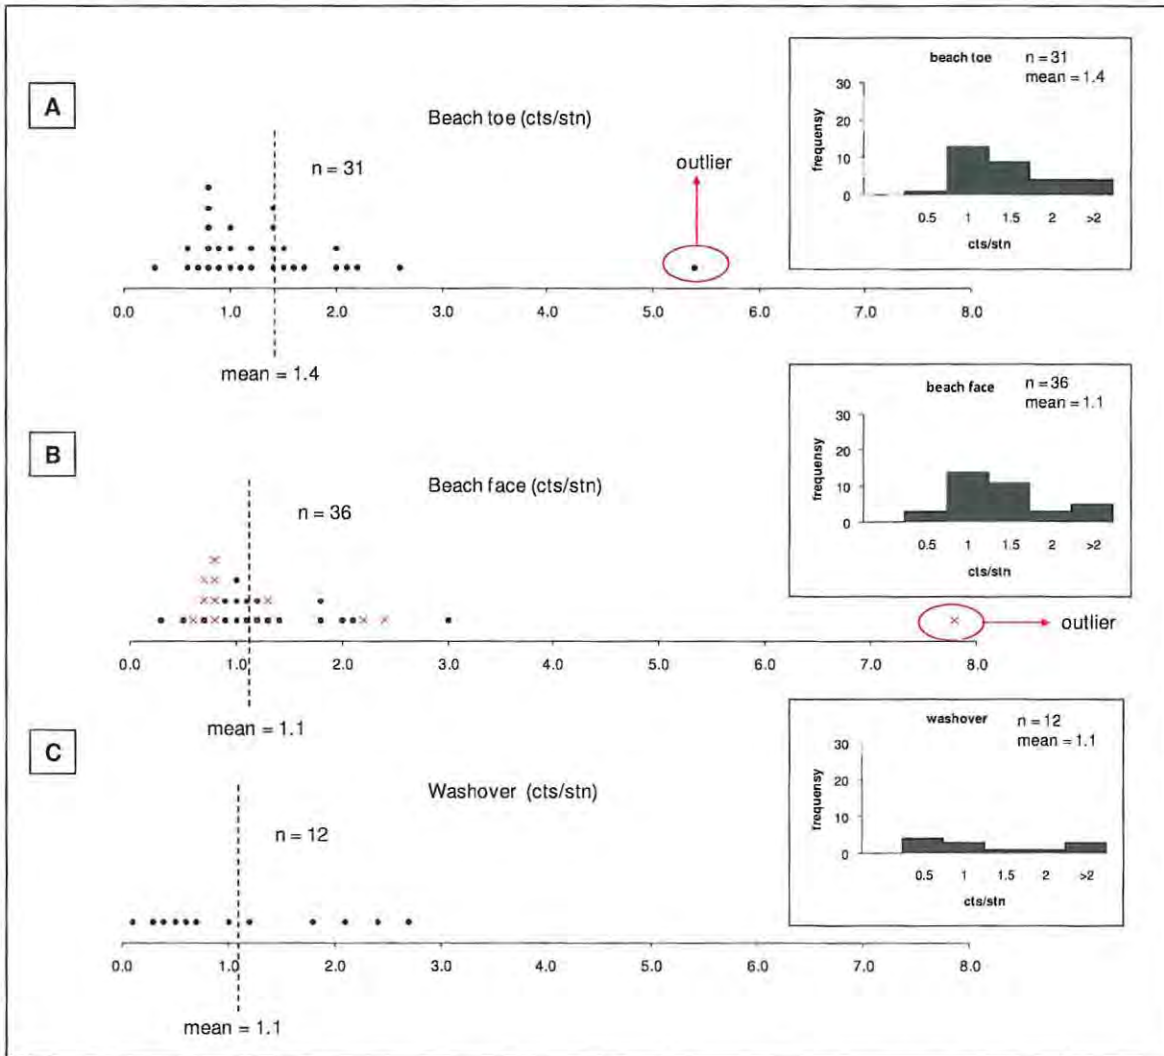 A
Beach toe (cts/stn)
n = 31
outlier
0.0 1.0 2.0 3.0 4.0 5.0 6.0 7.0 8.0
mean = 1.4
beach toe n = 31
mean = 1.4
frequensy
30
20
10
0
0.5 1 1.5 2 >2
cts/stn
B
Beach face (cts/stn)
n = 36
outlier
0.0 1.0 2.0 3.0 4.0 5.0 6.0 7.0 8.0
mean = 1.1
beach face n = 36
mean = 1.1
frequensy
30
20
10
0
0.5 1 1.5 2 >2
cts/stn
C
Washover (cts/stn)
n = 12
0.0 1.0 2.0 3.0 4.0 5.0 6.0 7.0 8.0
mean = 1.1
washover n = 12
mean = 1.1
frequensy
30
20
10
0
0.5 1 1.5 2 >2
cts/stn